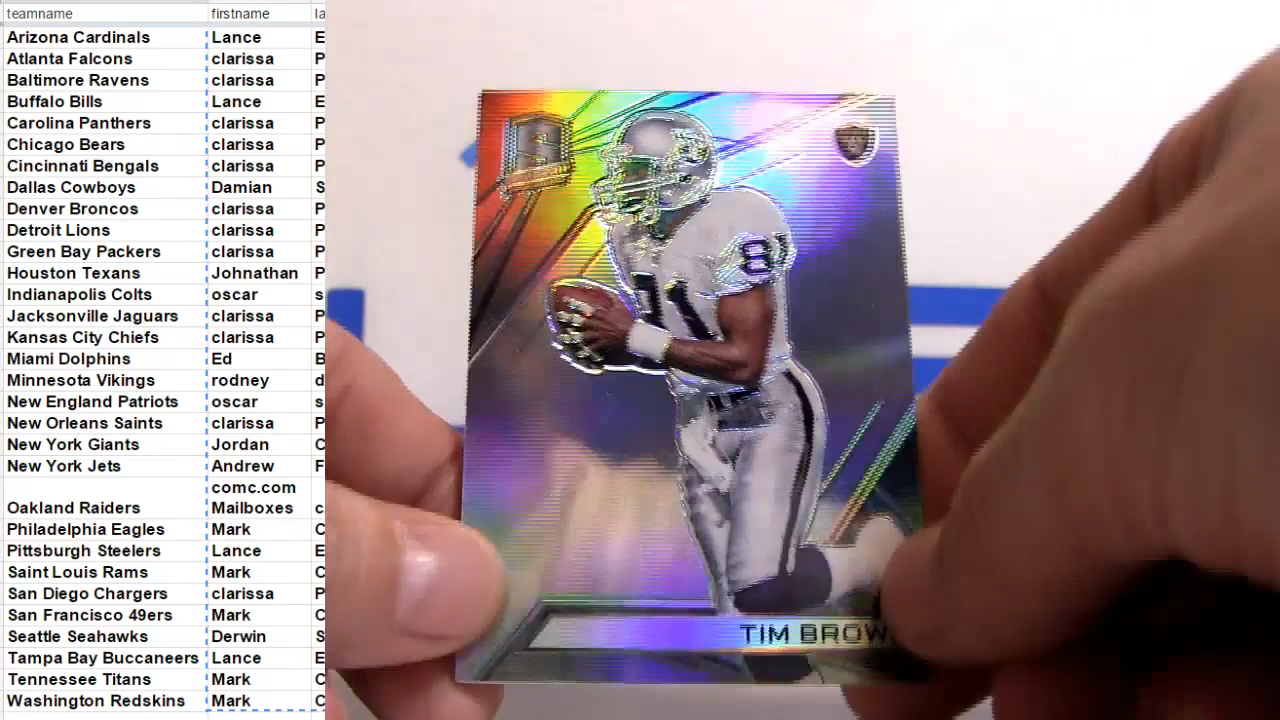 teamname firstname la
Arizona Cardinals Lance E
Atlanta Falcons clarissa P
Baltimore Ravens clarissa P
Buffalo Bills Lance E
Carolina Panthers clarissa P
Chicago Bears clarissa P
Cincinnati Bengals clarissa P
Dallas Cowboys Damian S
Denver Broncos clarissa P
Detroit Lions clarissa P
Green Bay Packers clarissa P
Houston Texans Johnathan P
Indianapolis Colts oscar s
Jacksonville Jaguars clarissa P
Kansas City Chiefs clarissa P
Miami Dolphins Ed B
Minnesota Vikings rodney d
New England Patriots oscar s
New Orleans Saints clarissa P
New York Giants Jordan C
New York Jets Andrew F
comc.com
Oakland Raiders Mailboxes c
Philadelphia Eagles Mark C
Pittsburgh Steelers Lance E
Saint Louis Rams Mark C
San Diego Chargers clarissa P
San Francisco 49ers Mark C
Seattle Seahawks Derwin S
Tampa Bay Buccaneers Lance E
Tennessee Titans Mark C
Washington Redskins Mark C
S
81
81
TIM BROW